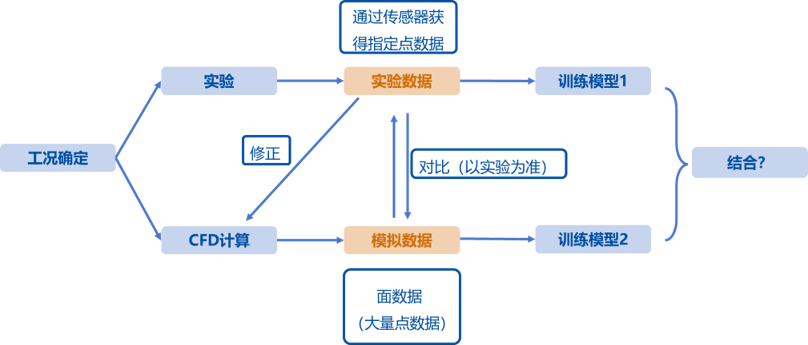 通过传感器获
得指定点数据
实验
实验数据
训练模型1
修正
对比（以实验为准）
工况确定
结合？
CFD计算
模拟数据
训练模型2
面数据
（大量点数据）